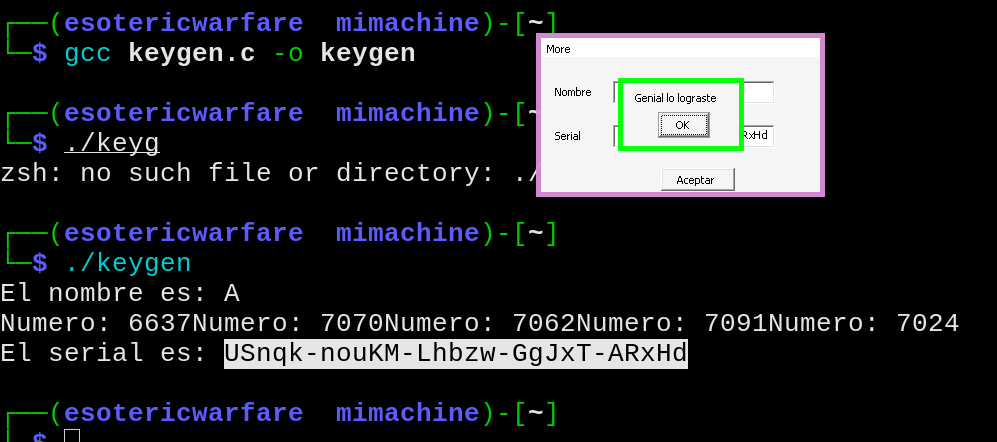 ┌──(esotericwarfare  mimachine)-[~]
└─$ gcc keygen.c -o keygen
┌──(esotericwarfare  mimachine)-[~
└─$ ./keyg
zsh: no such file or directory: ./
┌──(esotericwarfare  mimachine)-[~]
└─$ ./keygen
El nombre es: A
Numero: 6637Numero: 7070Numero: 7062Numero: 7091Numero: 7024
El serial es: USnqk-nouKM-Lhbzw-GgJxT-ARxHd
┌──(esotericwarfare  mimachine)-[~]
└─$
More
Nombre
Genial lo lograste
OK
Serial
RxHd
Aceptar